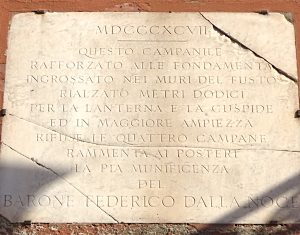 MDCCCXCVII
QUESTO CAMPANILE
RAFFORZATO ALLE FONDAMENTA
INGROSSATO NEI MURI DEL FUSTO
RIALZATO METRI DODICI
PER LA LANTERNA E LA CUSPIDE
ED IN MAGGIORE AMPIEZZA
RIFUSE LE QUATTRO CAMPANE
RAMMENTA AI POSTERI
LA PIA MUNIFICENZA
DEL
BARONE FEDERICO DALLA NOCE